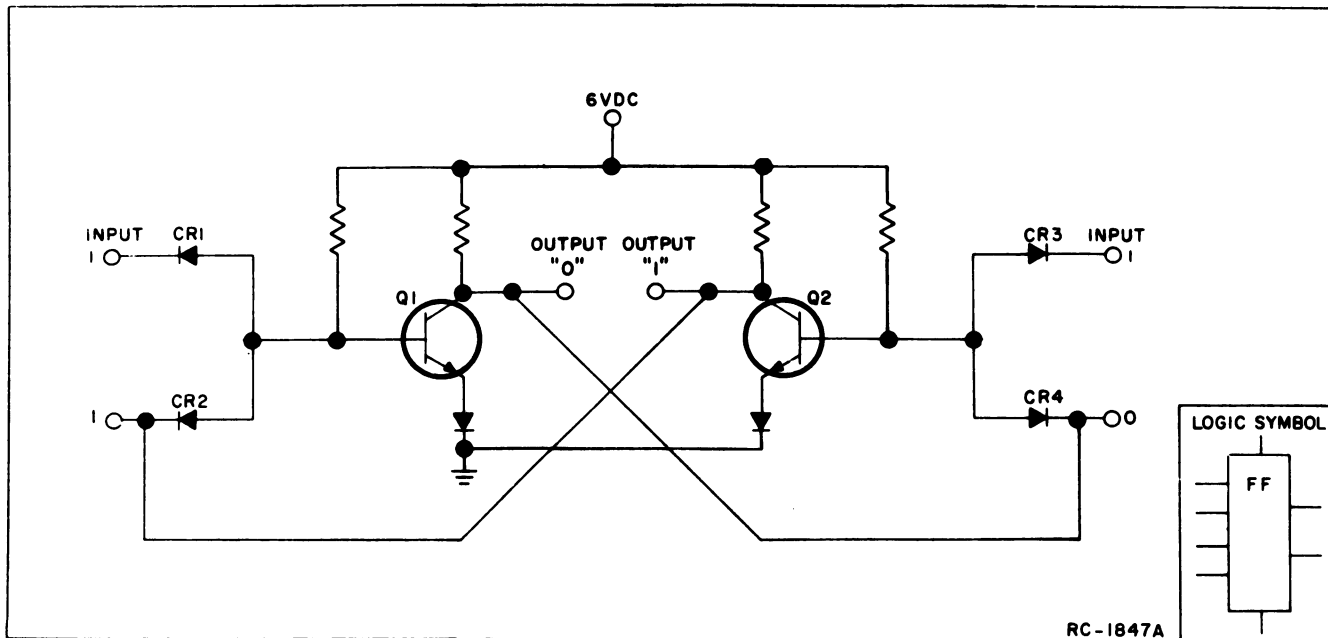 6VDC
INPUT
1
CR1
OUTPUT
"0"
OUTPUT
"1"
CR3
INPUT
1
Q1
Q2
1
CR2
CR4
0
LOGIC SYMBOL
FF
RC-1847A